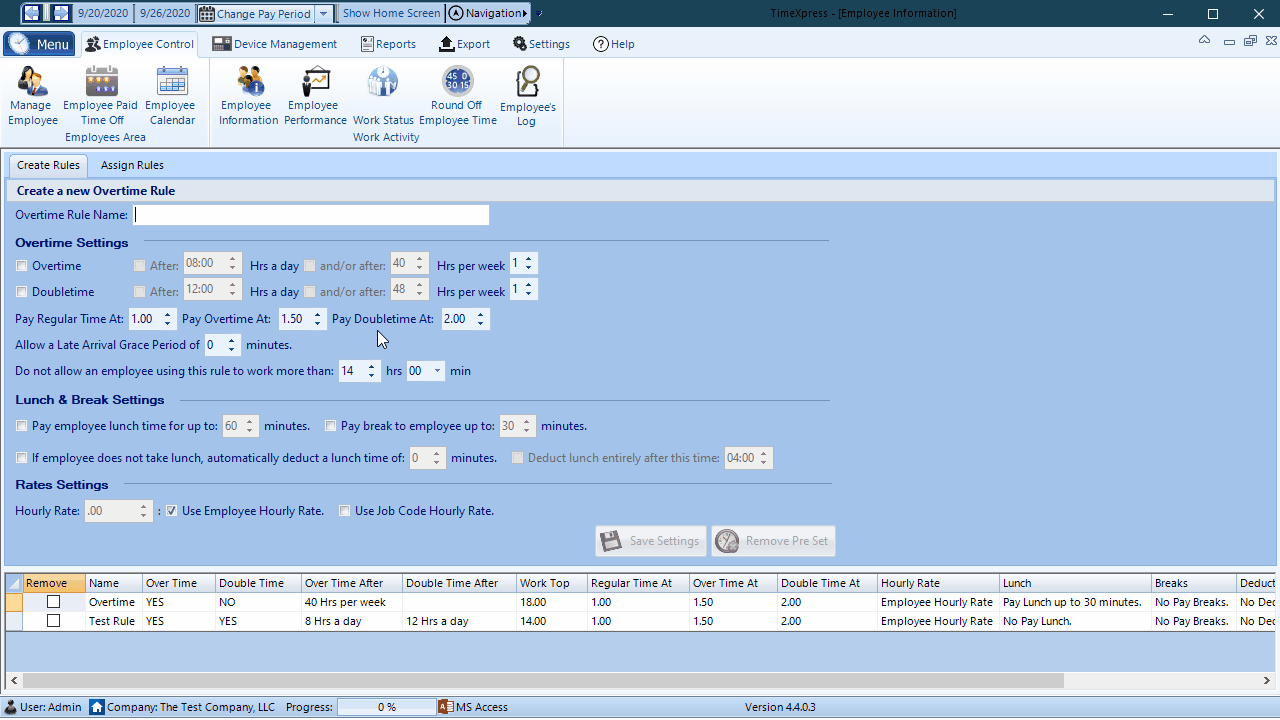 9/20/2020 9/26/2020 Change Pay Period Show Home Screen Navigation TimeXpress - [Employee Information]
Menu Employee Control Device Management Reports Export Settings Help
Manage Employee Employee Paid Time Off Employee Calendar Employee Information Employee Performance Work Status 45 0 30 15 Round Off Employee Time Employee's Log
Employees Area Work Activity
Create Rules Assign Rules
Create a new Overtime Rule
Overtime Rule Name:
Overtime Settings
Overtime After: 08:00 Hrs a day and/or after: 40 Hrs per week 1
Doubletime After: 12:00 Hrs a day and/or after: 48 Hrs per week 1
Pay Regular Time At: 1.00 Pay Overtime At: 1.50 Pay Doubletime At: 2.00
Allow a Late Arrival Grace Period of 0 minutes.
Do not allow an employee using this rule to work more than: 14 hrs 00 min
Lunch & Break Settings
Pay employee lunch time for up to: 60 minutes. Pay break to employee up to: 30 minutes.
If employee does not take lunch, automatically deduct a lunch time of: 0 minutes. Deduct lunch entirely after this time: 04:00
Rates Settings
Hourly Rate: .00 : Use Employee Hourly Rate. Use Job Code Hourly Rate.
Save Settings Remove Pre Set
Remove Name Over Time Double Time Over Time After Double Time After Work Top Regular Time At Over Time At Double Time At Hourly Rate Lunch Breaks Deduct
Overtime YES NO 40 Hrs per week 18.00 1.00 1.50 2.00 Employee Hourly Rate Pay Lunch up to 30 minutes. No Pay Breaks. No Dec
Test Rule YES YES 8 Hrs a day 12 Hrs a day 14.00 1.00 1.50 2.00 Employee Hourly Rate No Pay Lunch. No Pay Breaks. No Dec
User: Admin Company: The Test Company, LLC Progress: 0 % MS Access Version 4.4.0.3